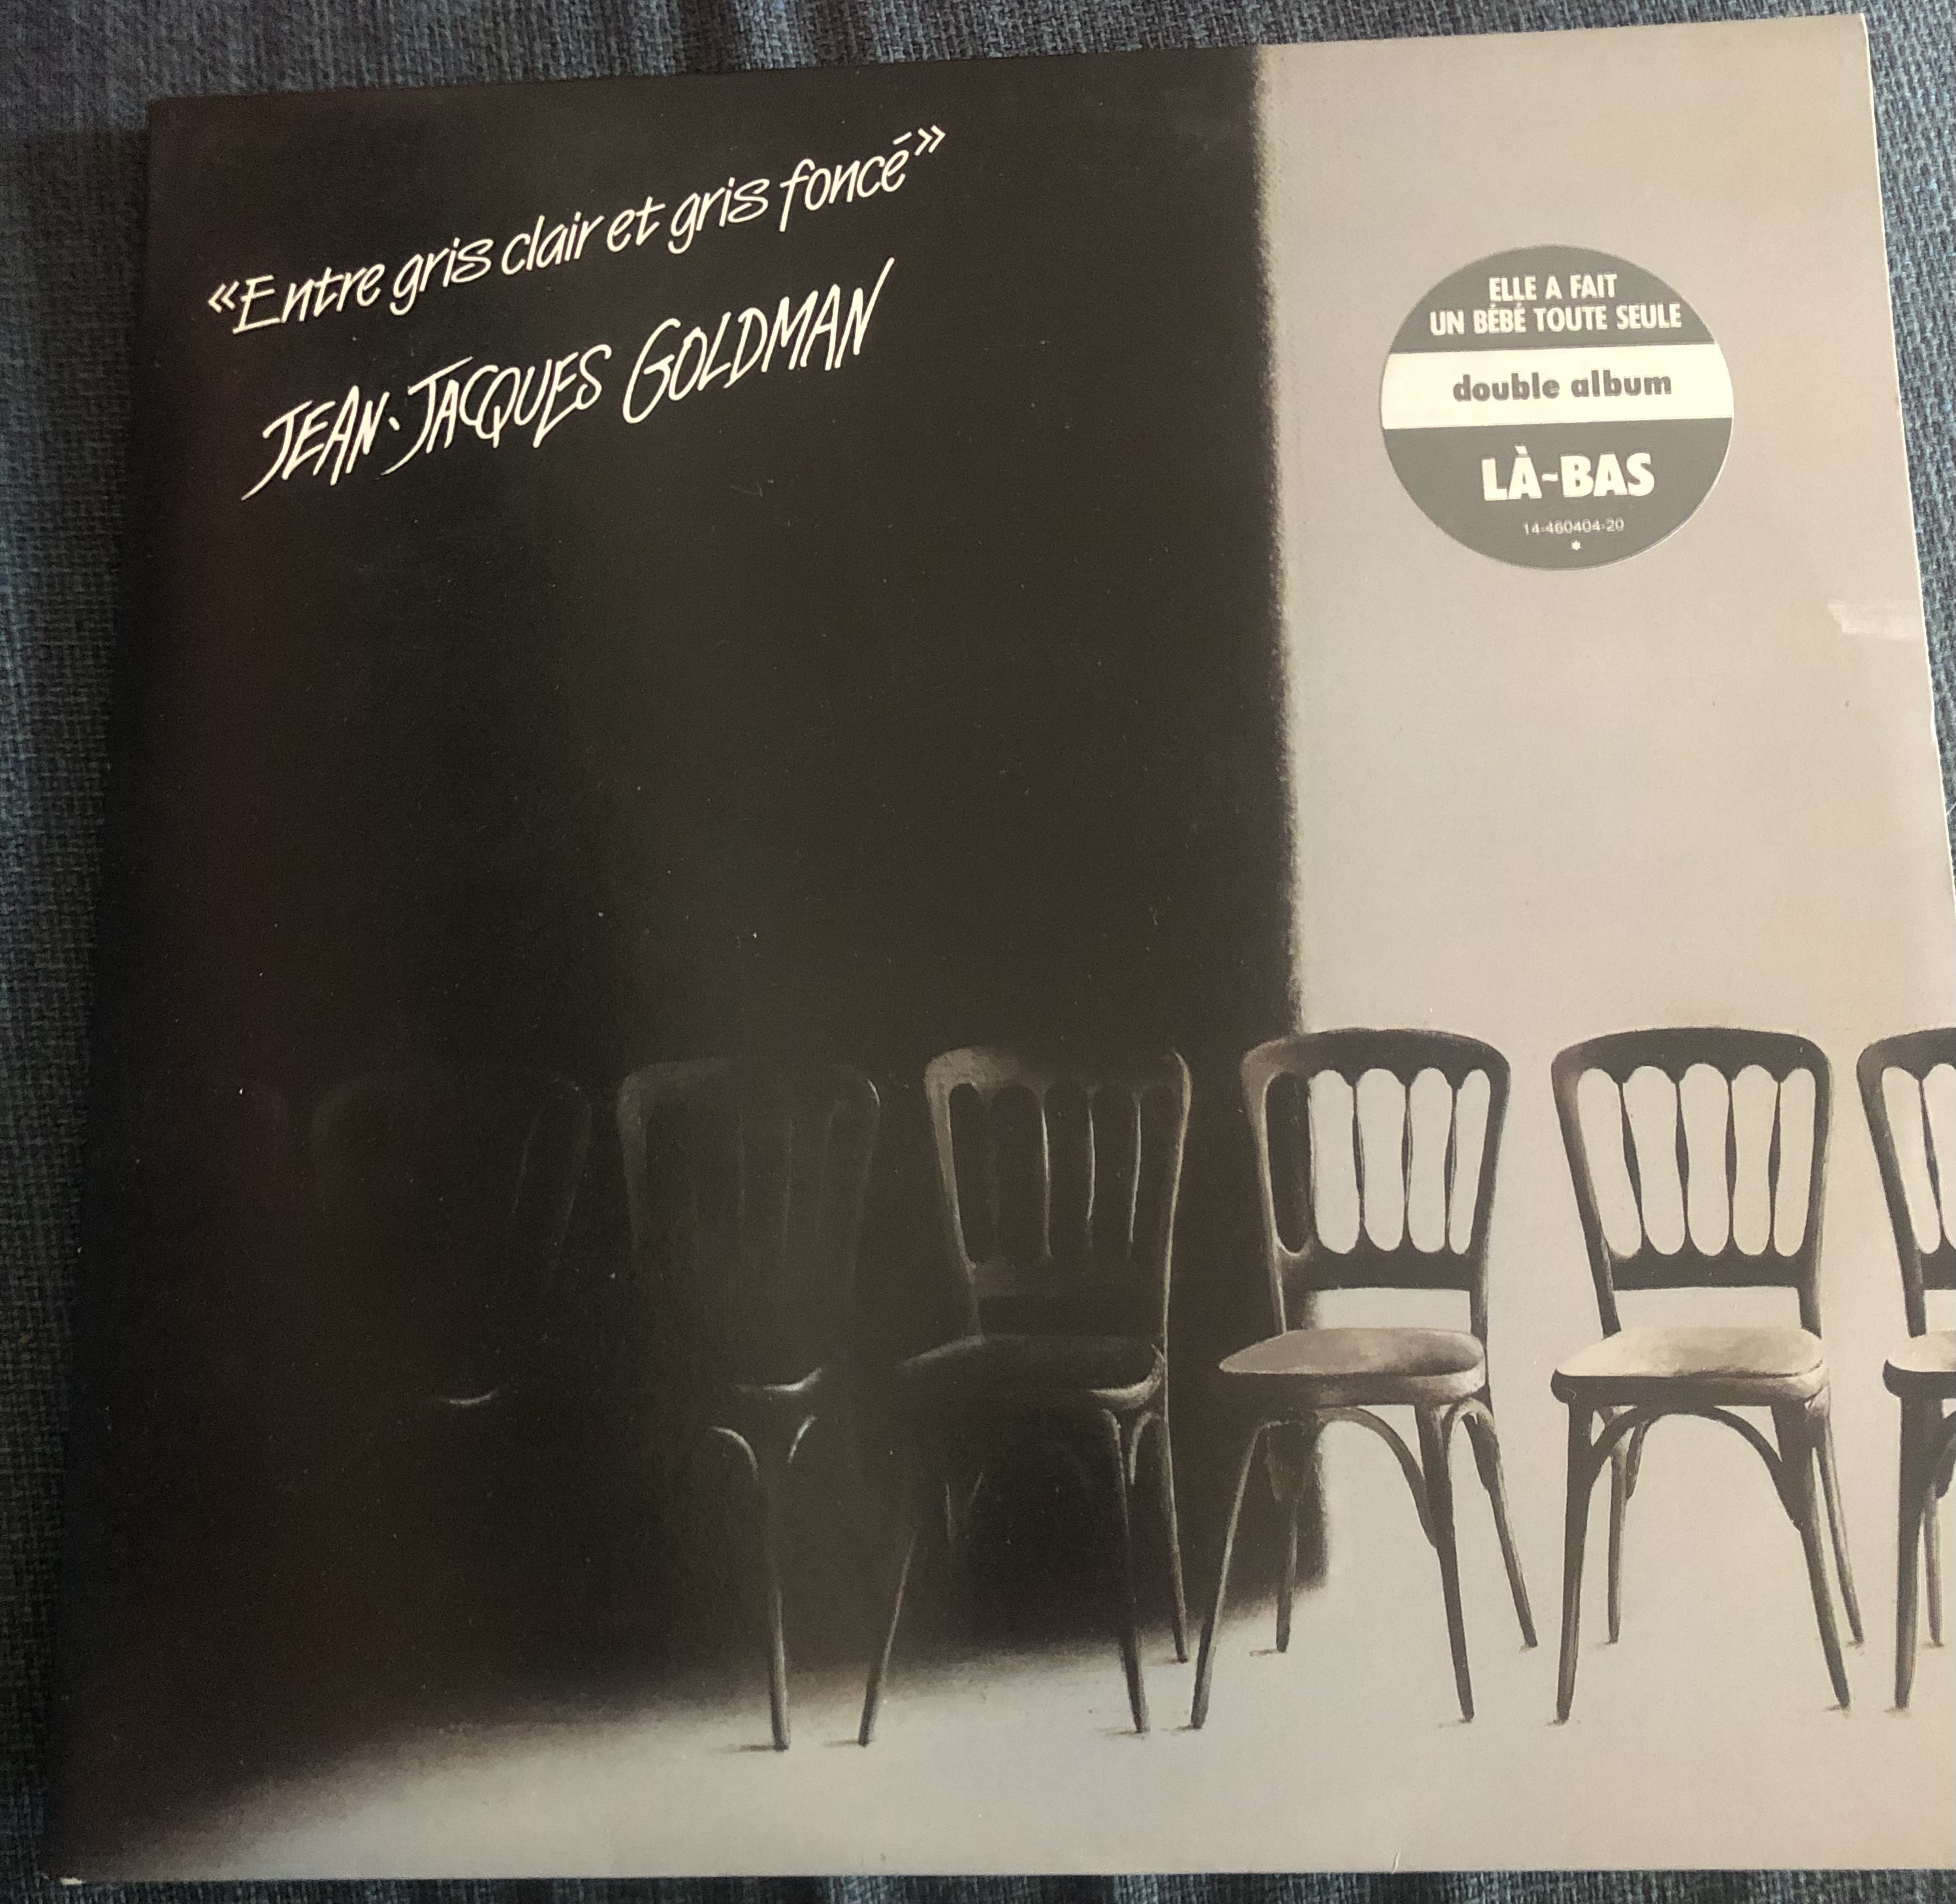 «Entre gris clair et gris foncé»
JEAN-JACQUES GOLDMAN
ELLE A FAIT
UN BÉBÉ TOUTE SEULE
double album
LÀ-BAS
14-460404-20
*